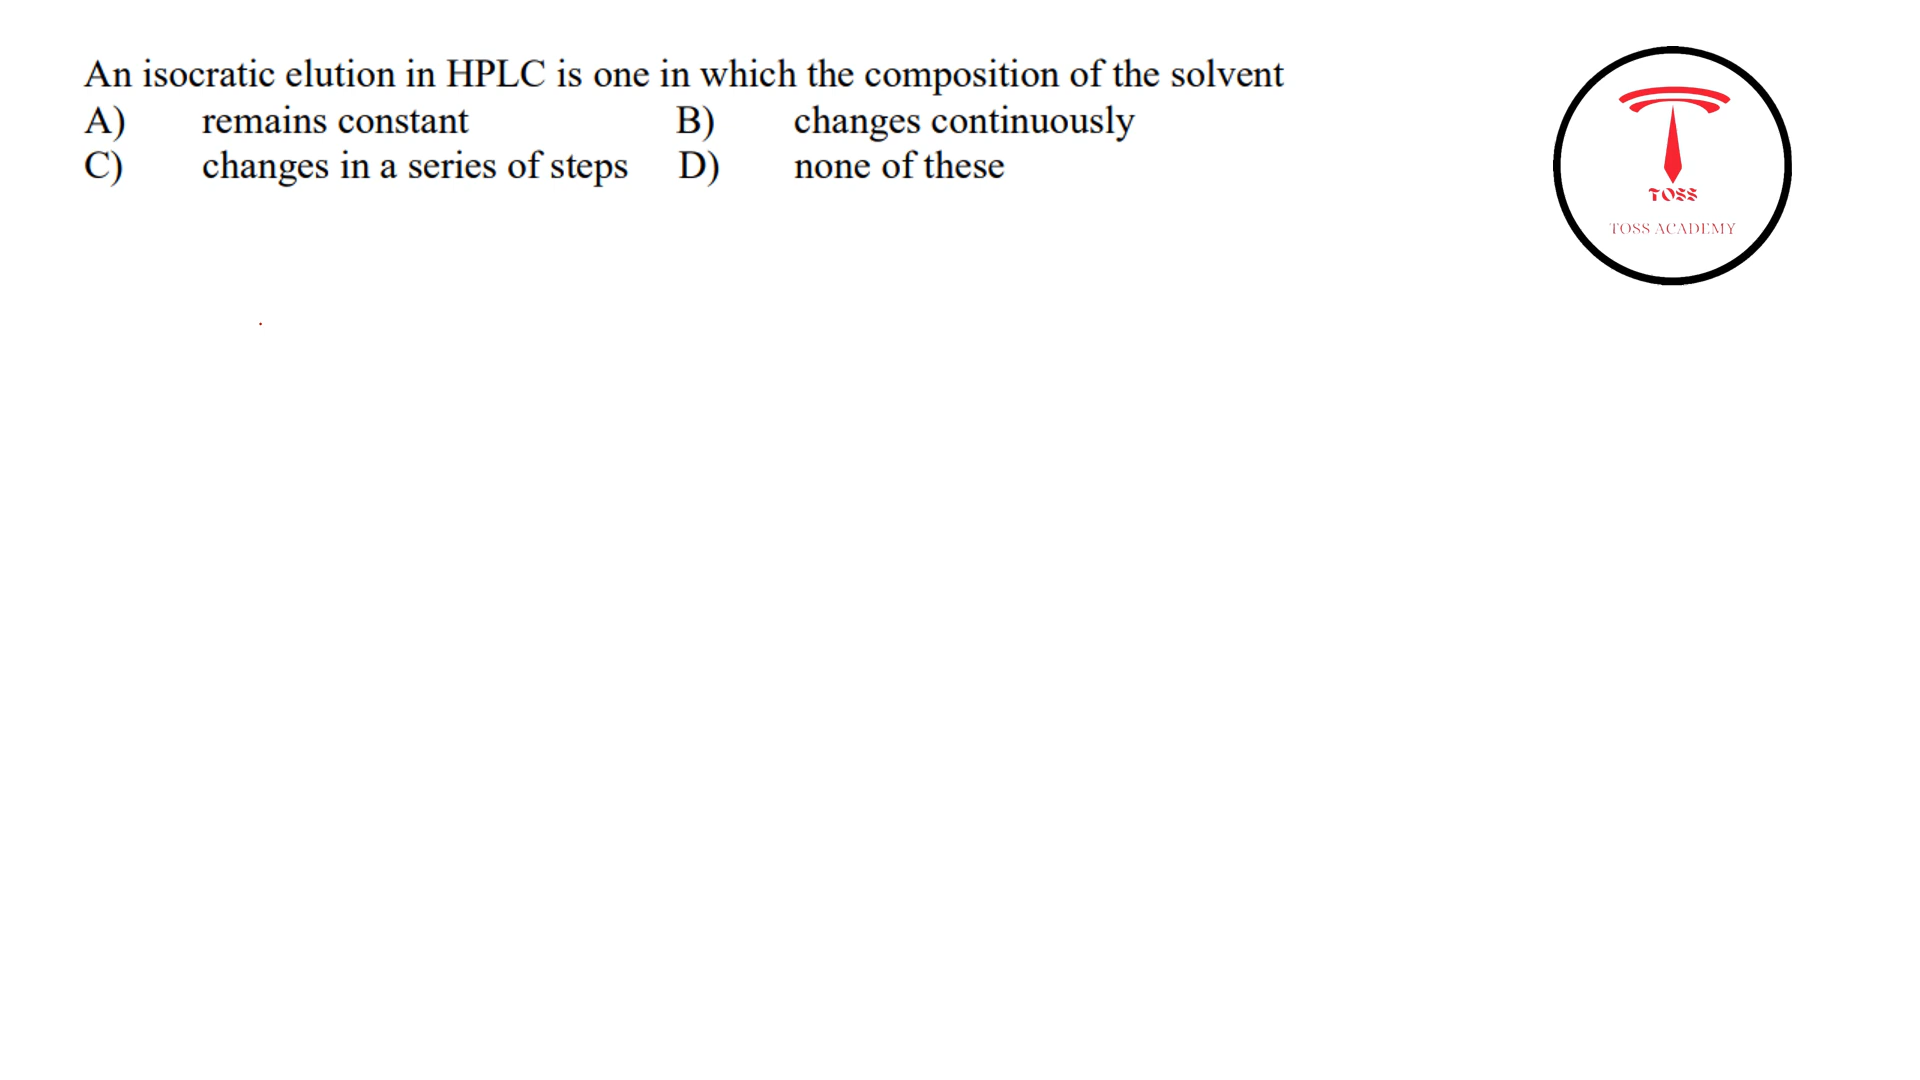 An isocratic elution in HPLC is one in which the composition of the solvent
A) remains constant B) changes continuously
C) changes in a series of steps D) none of these
TOSS
TOSS ACADEMY